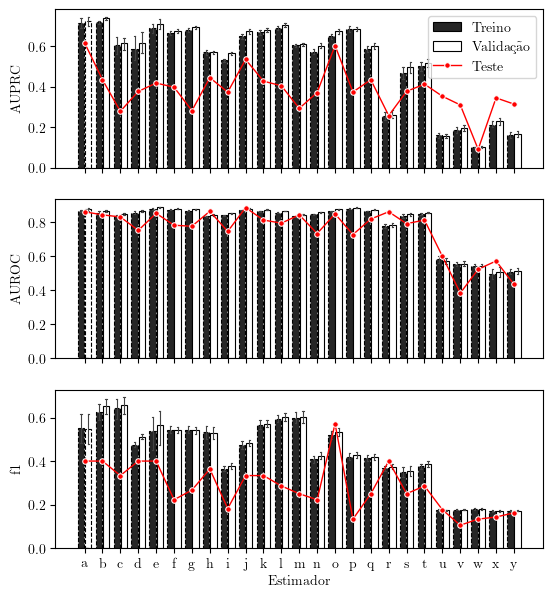 AUPRC
0.6
0.4
0.2
0.0
Treino
Validação
Teste
AUROC
0.8
0.6
0.4
0.2
0.0
f1
0.6
0.4
0.2
0.0
a b c d e f g h i j k l m n o p q r s t u v w x y
Estimador